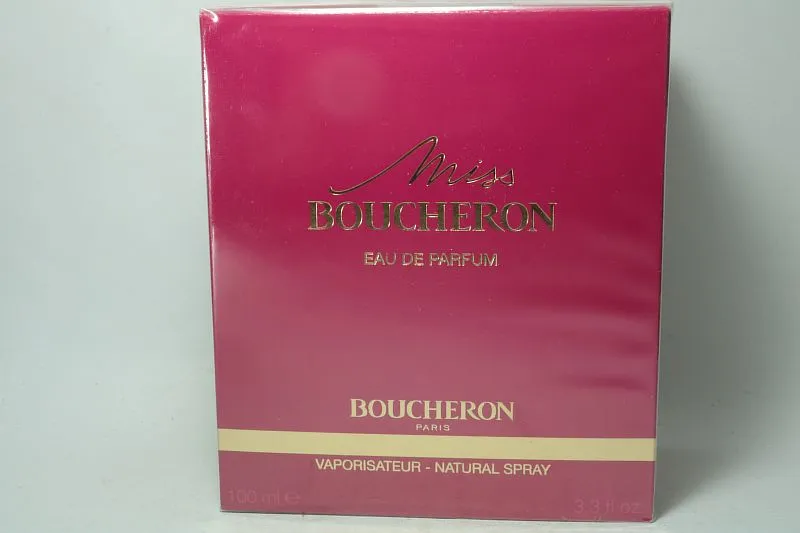 Miss
BOUCHERON
EAU DE PARFUM
BOUCHERON
PARIS
VAPORISATEUR - NATURAL SPRAY
100 ml ℮ 3.3 fl oz